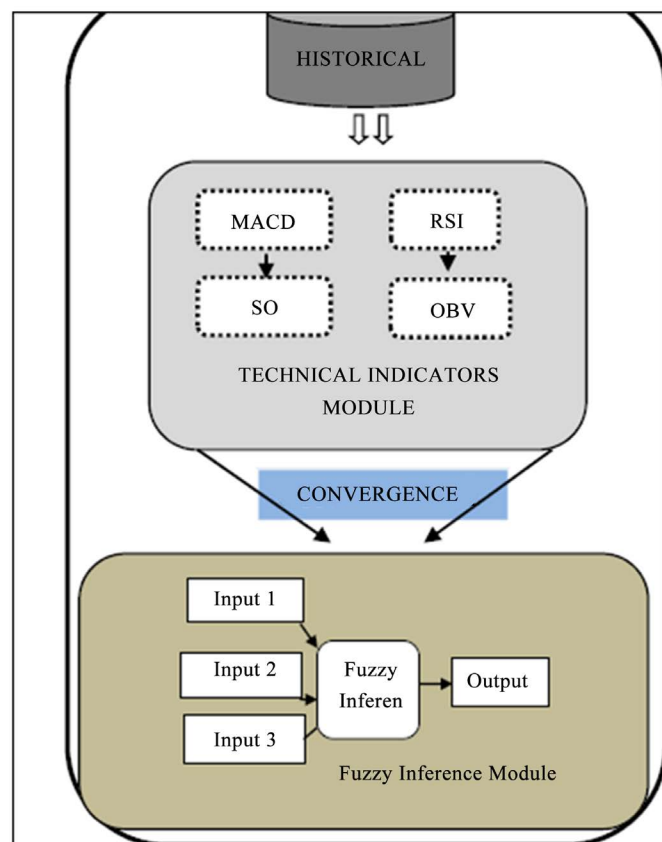 HISTORICAL
MACD
RSI
SO
OBV
TECHNICAL INDICATORS
MODULE
CONVERGENCE
Input 1
Input 2
Input 3
Fuzzy
Inferen
Output
Fuzzy Inference Module